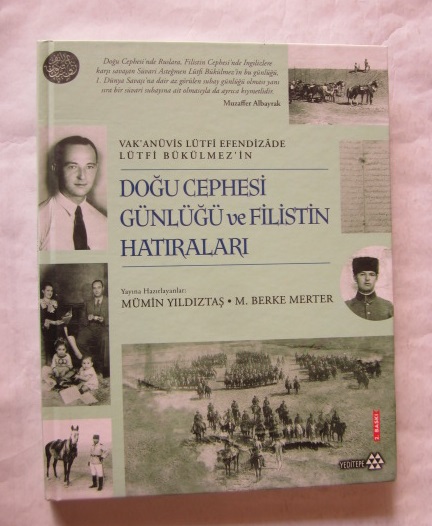 Doğu Cephesi'nde Ruslara, Filistin Cephesi'nde İngilizlere
karşı savaşan Süvari Asteğmen Lütfi Bükülmez'in bu günlüğü,
1. Dünya Savaşı'na dair az görülen subay günlüğü olması yanı
sıra bir süvari subayına ait olmasıyla da ayrıca kıymetlidir.
Muzaffer Albayrak
VAK'ANÜVİS LÜTFİ EFENDİZÂDE
LÜTFİ BÜKÜLMEZ'İN
DOĞU CEPHESİ
GÜNLÜĞÜ ve FİLİSTİN
HATIRALARI
Yayına Hazırlayanlar:
MÜMİN YILDIZTAŞ • M. BERKE MERTER
2. BASKI
YEDİTEPE